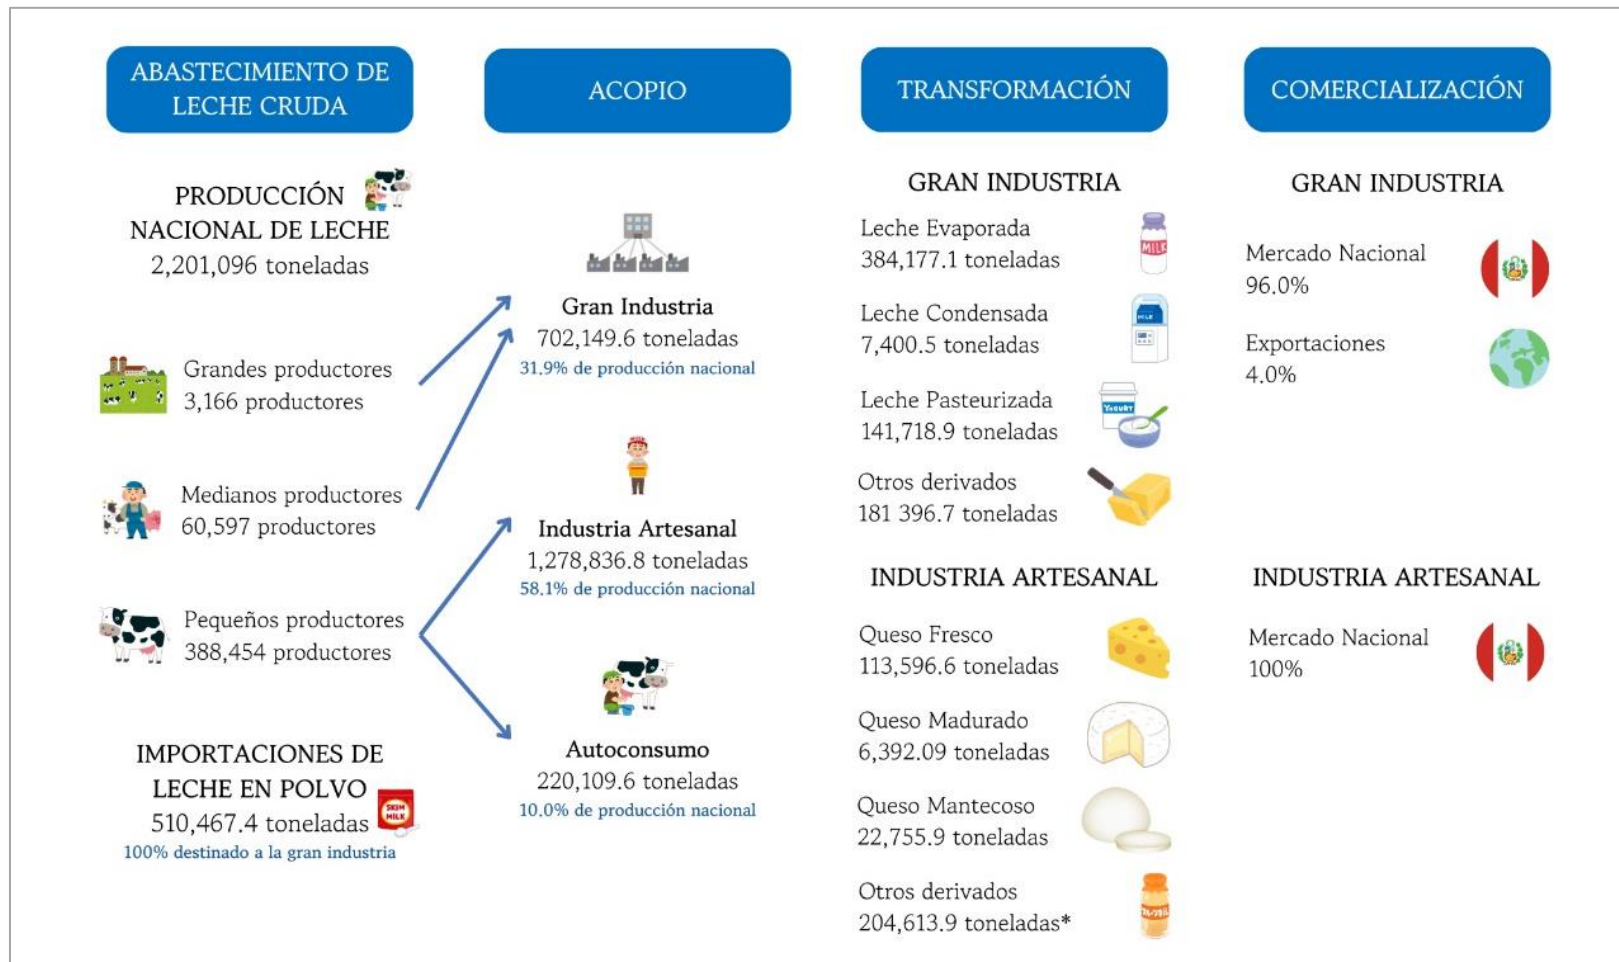 ABASTECIMIENTO DE
LECHE CRUDA
PRODUCCIÓN
NACIONAL DE LECHE
2,201,096 toneladas
Grandes productores
3,166 productores
Medianos productores
60,597 productores
Pequeños productores
388,454 productores
IMPORTACIONES DE
LECHE EN POLVO
510,467.4 toneladas
SKIM
MILK
100% destinado a la gran industria
ACOPIO
Gran Industria
702,149.6 toneladas
31.9% de producción nacional
MILK
Industria Artesanal
1,278,836.8 toneladas
58.1% de producción nacional
Autoconsumo
220,109.6 toneladas
10.0% de producción nacional
TRANSFORMACIÓN
GRAN INDUSTRIA
Leche Evaporada
384,177.1 toneladas
MILK
Leche Condensada
7,400.5 toneladas
MILK
Leche Pasteurizada
141,718.9 toneladas
YOGURT
Otros derivados
181 396.7 toneladas
INDUSTRIA ARTESANAL
Queso Fresco
113,596.6 toneladas
Queso Madurado
6,392.09 toneladas
Queso Mantecoso
22,755.9 toneladas
Otros derivados
204,613.9 toneladas*
COMERCIALIZACIÓN
GRAN INDUSTRIA
Mercado Nacional
96.0%
Exportaciones
4.0%
INDUSTRIA ARTESANAL
Mercado Nacional
100%